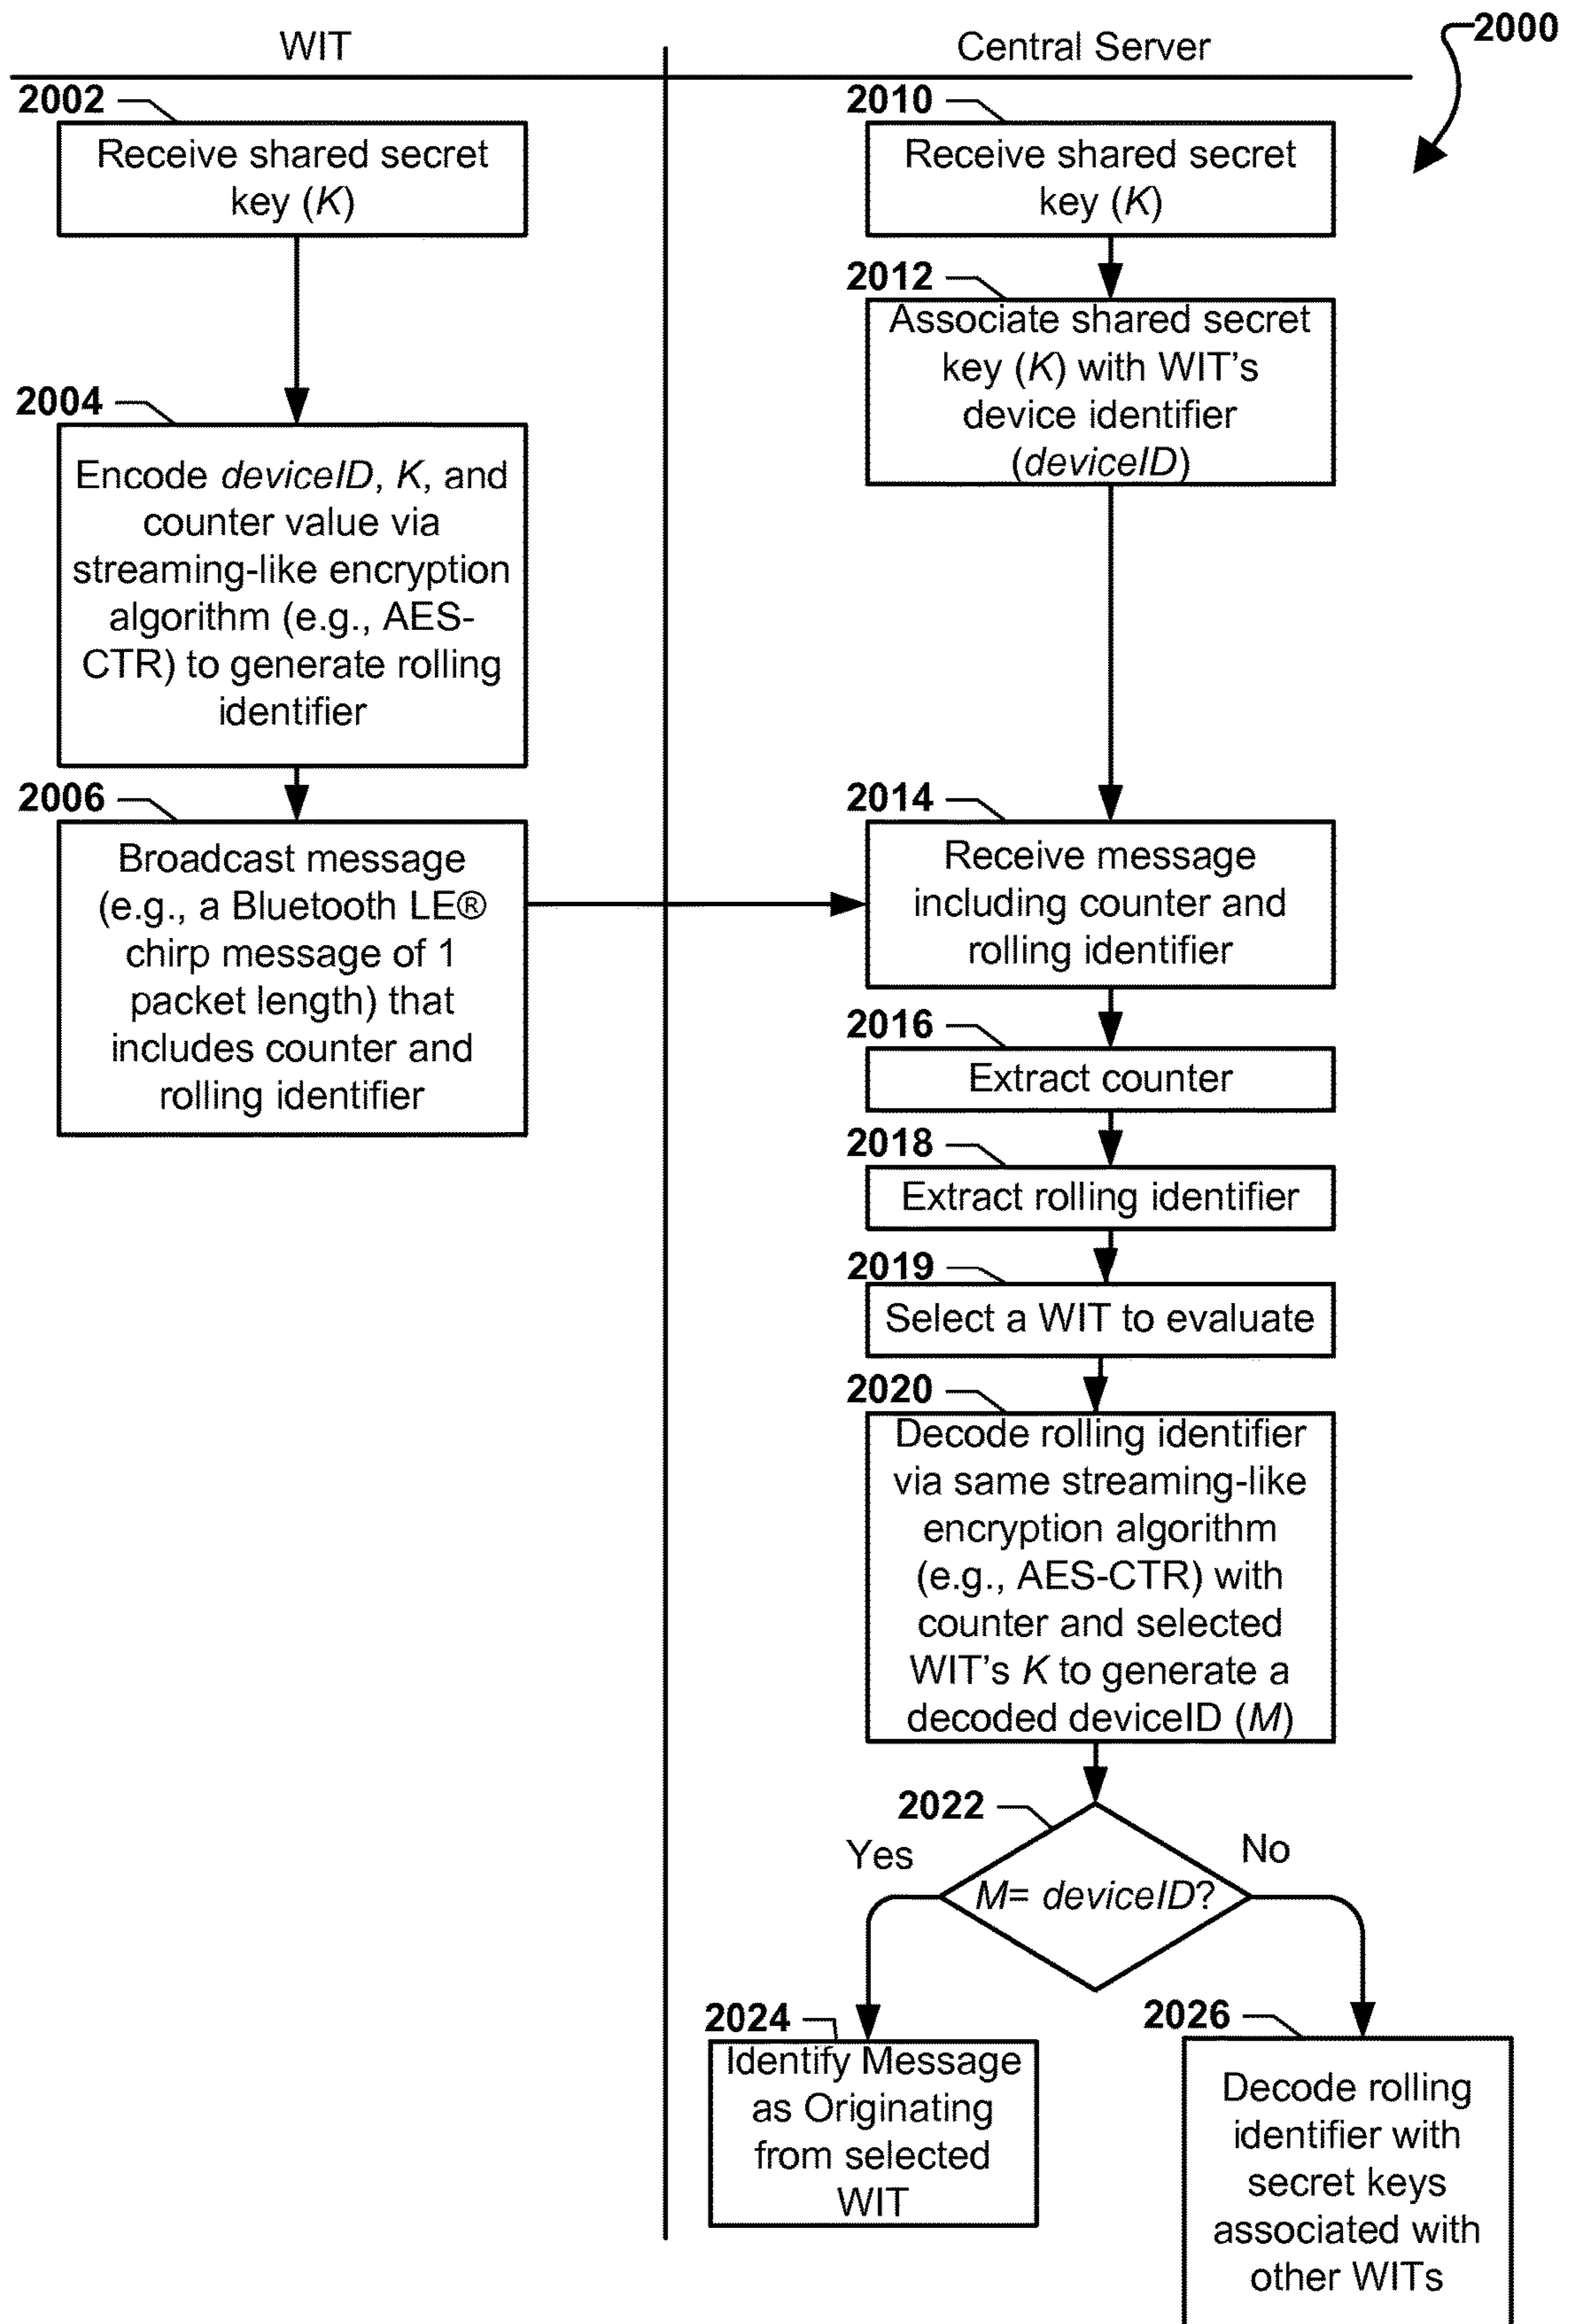 2000
WIT
Central Server
2002
Receive shared secret
key (K)
2004
Encode deviceID, K, and
counter value via
streaming-like encryption
algorithm (e.g., AES-
CTR) to generate rolling
identifier
2006
Broadcast message
(e.g., a Bluetooth LE®
chirp message of 1
packet length) that
includes counter and
rolling identifier
2010
Receive shared secret
key (K)
2012
Associate shared secret
key (K) with WIT's
device identifier
(deviceID)
2014
Receive message
including counter and
rolling identifier
2016
Extract counter
2018
Extract rolling identifier
2019
Select a WIT to evaluate
2020
Decode rolling identifier
via same streaming-like
encryption algorithm
(e.g., AES-CTR) with
counter and selected
WIT's K to generate a
decoded deviceID (M)
2022
Yes
No
M= deviceID?
2024
Identify Message
as Originating
from selected
WIT
2026
Decode rolling
identifier with
secret keys
associated with
other WITs